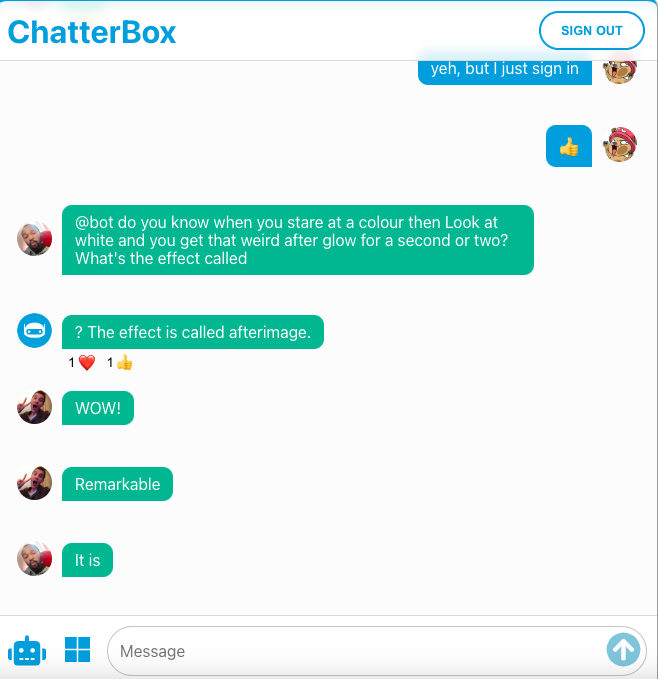 ChatterBox
SIGN OUT
yeh, but I just sign in
👍
@bot do you know when you stare at a colour then Look at
white and you get that weird after glow for a second or two?
What's the effect called
? The effect is called afterimage.
1❤️ 1👍
WOW!
Remarkable
It is
Message